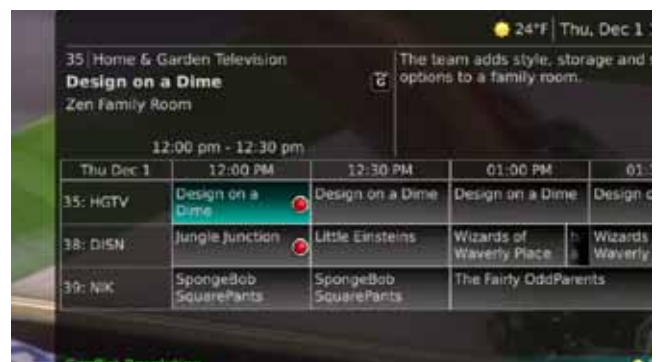 24°F | Thu, Dec 1
35 | Home & Garden Television
Design on a Dime
Zen Family Room
12:00 pm - 12:30 pm
The team adds style, storage and
options to a family room.
Thu Dec 1 12:00 PM 12:30 PM 01:00 PM 01:
35: HGTV
Design on a
Dime
Design on a Dime
Design on a Dime
Design
38: DISN
Jungle Junction
Little Einsteins
Wizards of
Waverly Place
Wizards
Waverly
39: NIK
SpongeBob
SquarePants
SpongeBob
SquarePants
The Fairly OddParents